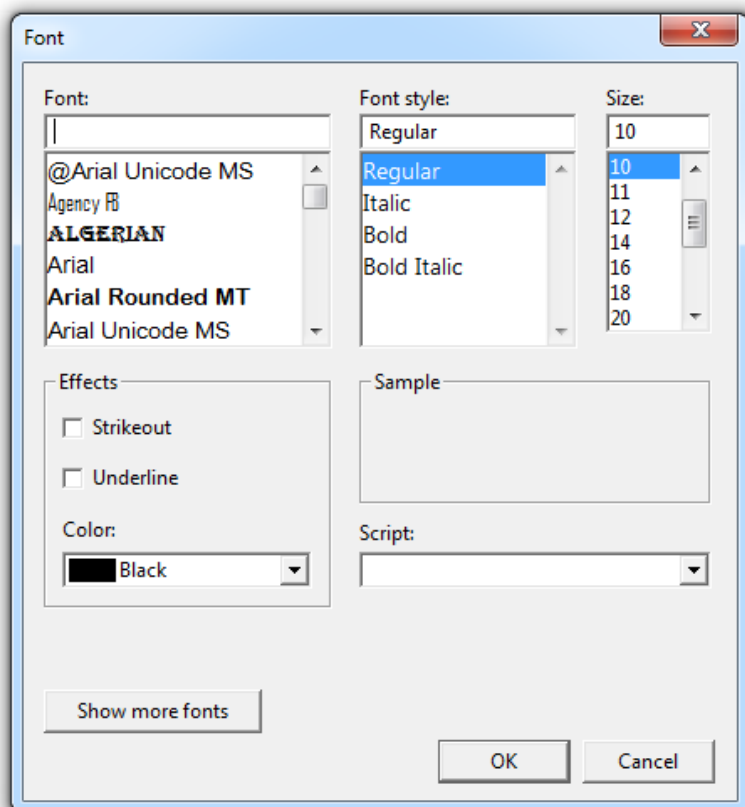 Font
Font:
Font style:
Size:
Regular
10
@Arial Unicode MS
Agency FB
ALGERIAN
Arial
Arial Rounded MT
Arial Unicode MS
Regular
Italic
Bold
Bold Italic
10
11
12
14
16
18
20
Effects
Strikeout
Underline
Color:
Black
Sample
Script:
Show more fonts
OK
Cancel